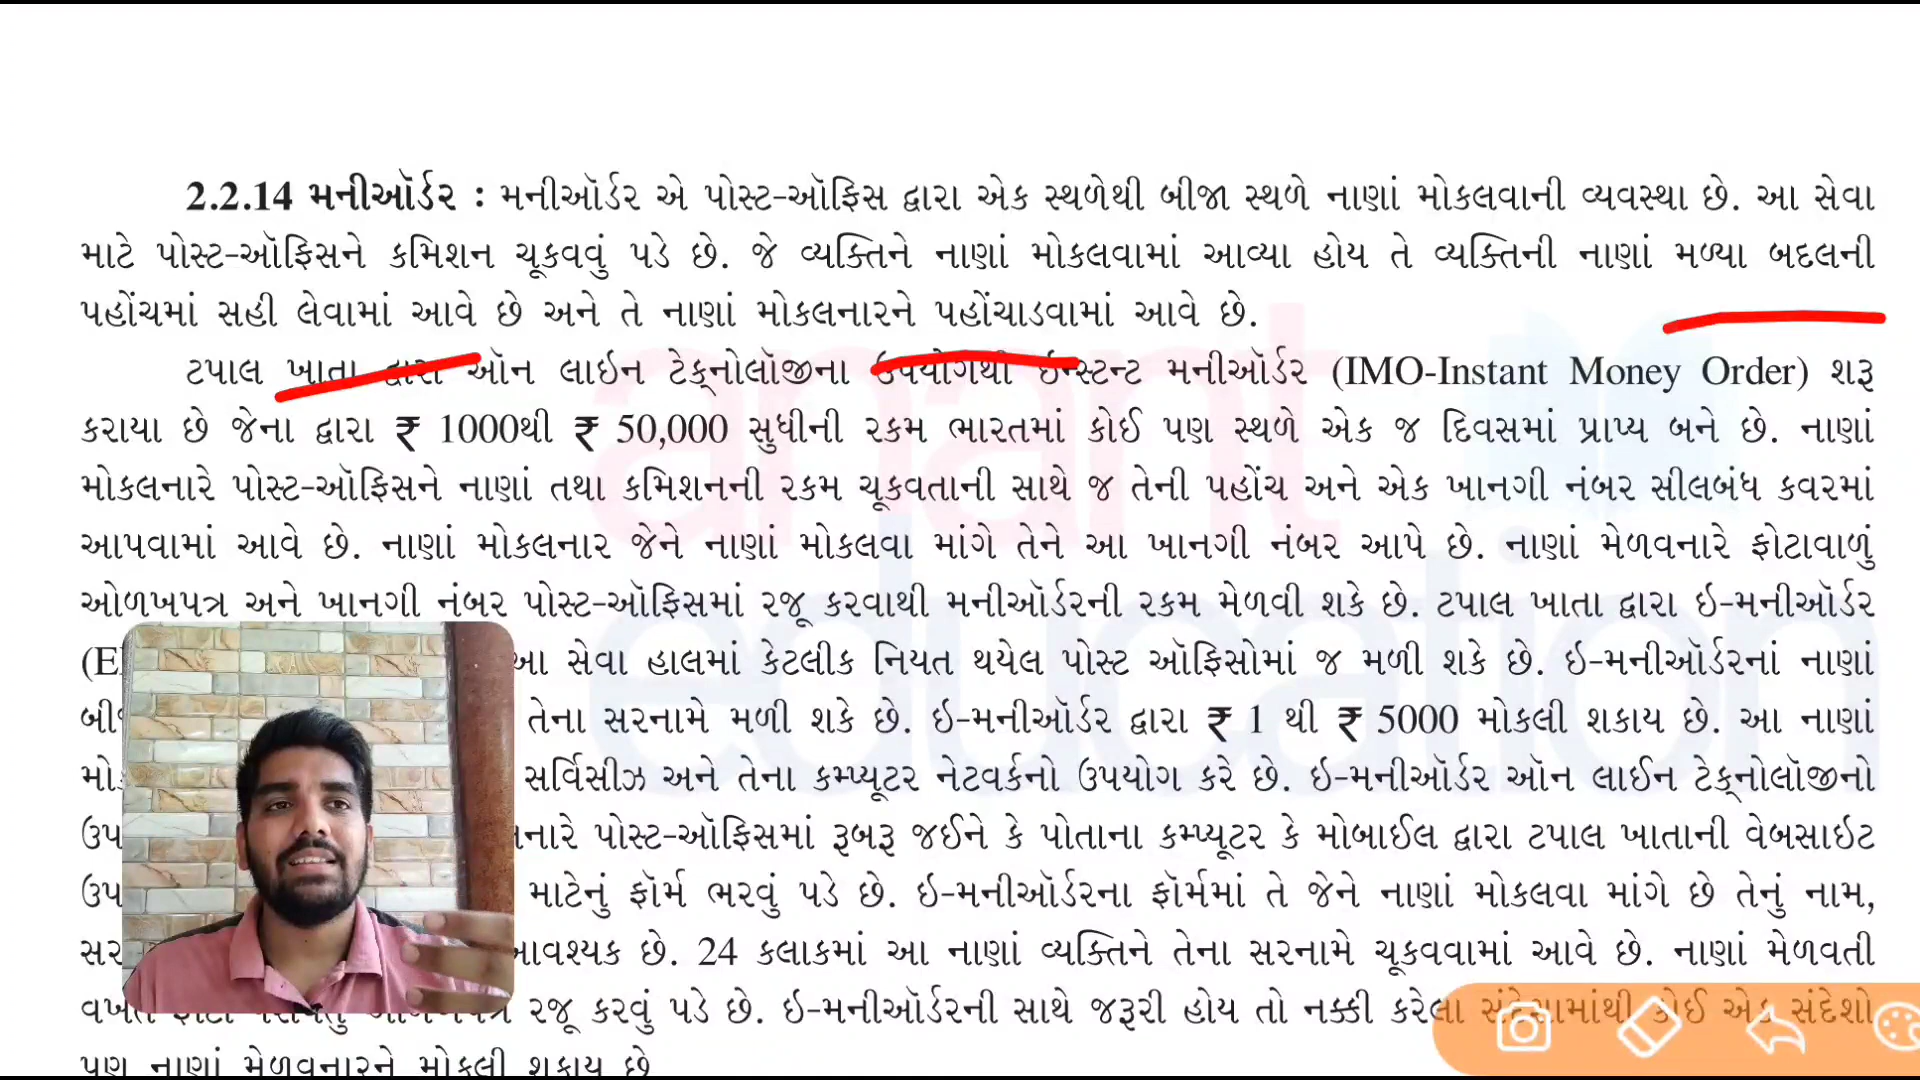 2.2.14 મનીઑર્ડર : મનીઑર્ડર એ પોસ્ટ-ઑફિસ દ્વારા એક સ્થળેથી બીજા સ્થળે નાણાં મોકલવાની વ્યવસ્થા છે. આ સેવા
માટે પોસ્ટ-ઑફિસને કમિશન ચૂકવવું પડે છે. જે વ્યક્તિને નાણાં મોકલવામાં આવ્યા હોય તે વ્યક્તિની નાણાં મળ્યા બદલની
પહોંચમાં સહી લેવામાં આવે છે અને તે નાણાં મોકલનારને પહોંચાડવામાં આવે છે.
ટપાલ ખાતા દ્વારા ઑન લાઇન ટેક્નોલૉજીના ઉપયોગથી ઇન્સ્ટન્ટ મનીઑર્ડર (IMO-Instant Money Order) શરૂ
કરાયા છે જેના દ્વારા ₹ 1000થી ₹ 50,000 સુધીની રકમ ભારતમાં કોઈ પણ સ્થળે એક જ દિવસમાં પ્રાપ્ય બને છે. નાણાં
મોકલનારે પોસ્ટ-ઑફિસને નાણાં તથા કમિશનની રકમ ચૂકવતાની સાથે જ તેની પહોંચ અને એક ખાનગી નંબર સીલબંધ કવરમાં
આપવામાં આવે છે. નાણાં મોકલનાર જેને નાણાં મોકલવા માંગે તેને આ ખાનગી નંબર આપે છે. નાણાં મેળવનારે ફોટાવાળું
ઓળખપત્ર અને ખાનગી નંબર પોસ્ટ-ઑફિસમાં રજૂ કરવાથી મનીઑર્ડરની રકમ મેળવી શકે છે. ટપાલ ખાતા દ્વારા ઇ-મનીઑર્ડર
આ સેવા હાલમાં કેટલીક નિયત થયેલ પોસ્ટ ઑફિસોમાં જ મળી શકે છે. ઇ-મનીઑર્ડરનાં નાણાં
તેના સરનામે મળી શકે છે. ઇ-મનીઑર્ડર દ્વારા ₹ 1 થી ₹ 5000 મોકલી શકાય છે. આ નાણાં
સર્વિસીઝ અને તેના કમ્પ્યૂટર નેટવર્કનો ઉપયોગ કરે છે. ઇ-મનીઑર્ડર ઑન લાઈન ટેક્નોલૉજીનો
પોસ્ટ-ઑફિસમાં રૂબરૂ જઈને કે પોતાના કમ્પ્યૂટર કે મોબાઈલ દ્વારા ટપાલ ખાતાની વેબસાઇટ
માટેનું ફૉર્મ ભરવું પડે છે. ઇ-મનીઑર્ડરના ફૉર્મમાં તે જેને નાણાં મોકલવા માંગે છે તેનું નામ,
આવશ્યક છે. 24 કલાકમાં આ નાણાં વ્યક્તિને તેના સરનામે ચૂકવવામાં આવે છે. નાણાં મેળવતી
વખતે રજૂ કરવું પડે છે. ઇ-મનીઑર્ડરની સાથે જરૂરી હોય તો નક્કી કરેલા સંદેસામાંથી કોઈ એક સંદેશો
પણ નાણાં મેળવનારને મોકલી શકાય છે
anant
education